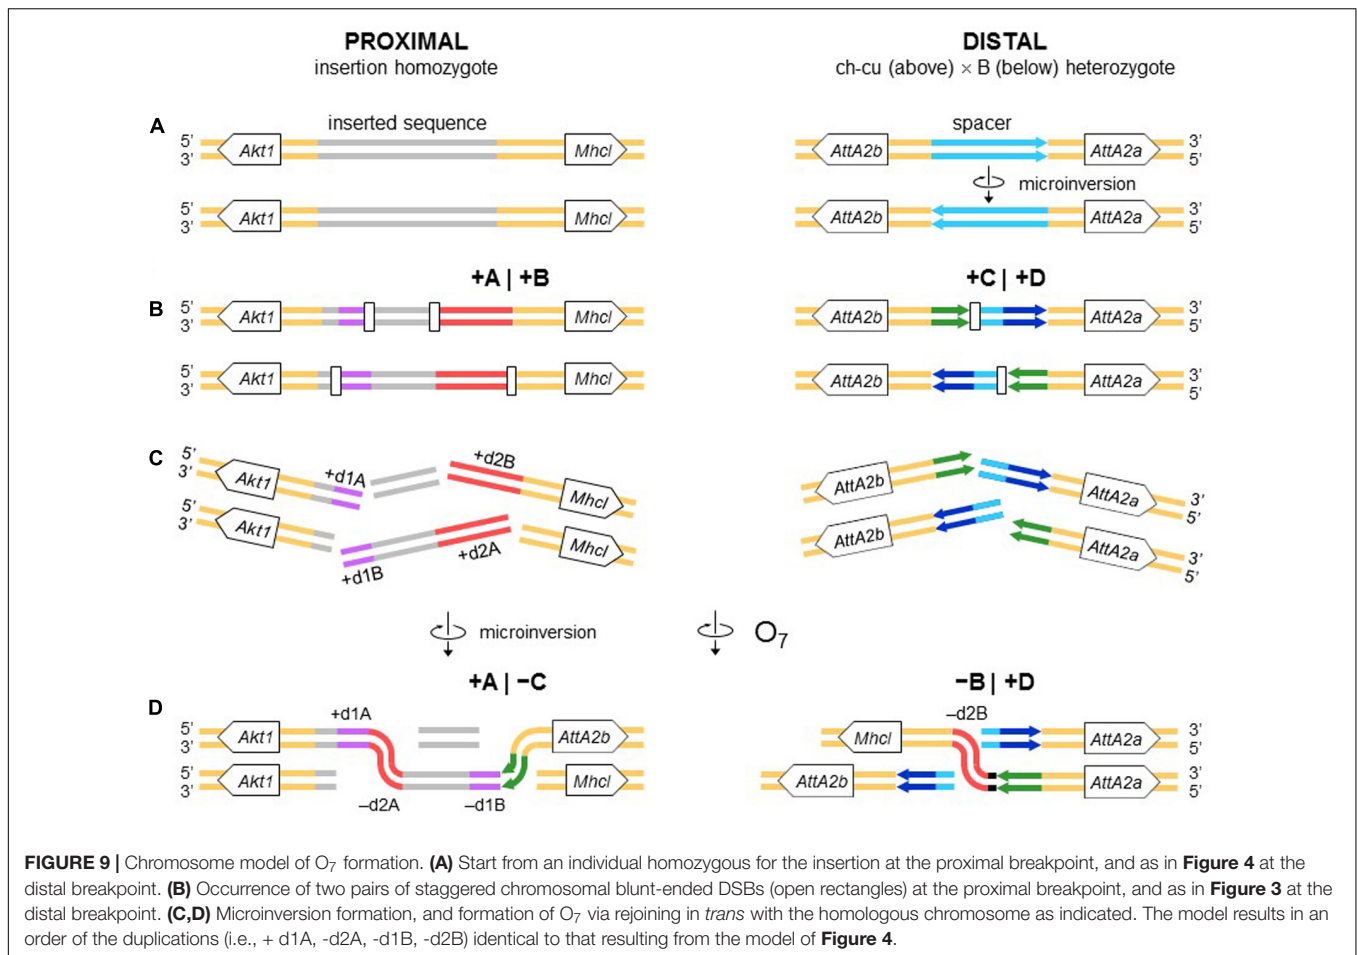 PROXIMAL
insertion homozygote
DISTAL
ch-cu (above) × B (below) heterozygote
A
5’
3’
Akt1
inserted sequence
Mhcl
AttA2b
spacer
AttA2a
3’
5’
microinversion
5’
3’
Akt1
Mhcl
AttA2b
AttA2a
3’
5’
+A | +B
+C | +D
B
5’
3’
Akt1
Mhcl
AttA2b
AttA2a
3’
5’
5’
3’
Akt1
Mhcl
AttA2b
AttA2a
3’
5’
C
5’
3’
Akt1
+d1A
+d2B
Mhcl
AttA2b
AttA2a
3’
5’
5’
3’
Akt1
+d1B
+d2A
Mhcl
AttA2b
AttA2a
3’
5’
microinversion
O7
+A | −C
−B | +D
D
5’
3’
Akt1
+d1A
AttA2b
Mhcl
–d2B
AttA2a
3’
5’
5’
3’
Akt1
–d2A
–d1B
Mhcl
AttA2b
AttA2a
3’
5’
FIGURE 9 | Chromosome model of O7 formation. (A) Start from an individual homozygous for the insertion at the proximal breakpoint, and as in Figure 4 at the
distal breakpoint. (B) Occurrence of two pairs of staggered chromosomal blunt-ended DSBs (open rectangles) at the proximal breakpoint, and as in Figure 3 at the
distal breakpoint. (C,D) Microinversion formation, and formation of O7 via rejoining in trans with the homologous chromosome as indicated. The model results in an
order of the duplications (i.e., + d1A, -d2A, -d1B, -d2B) identical to that resulting from the model of Figure 4.